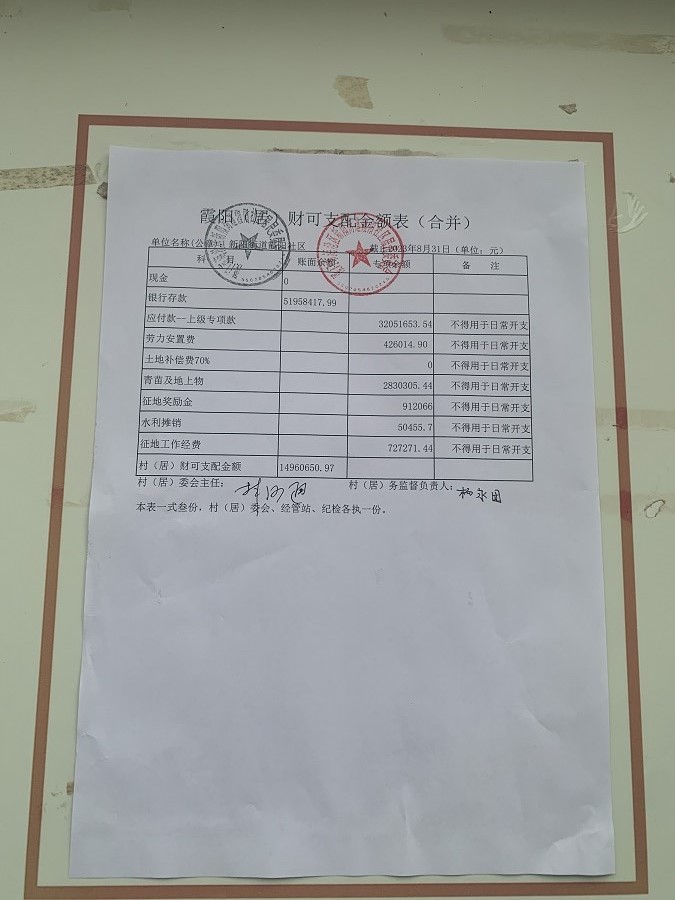 霞阳（居）财可支配金额表（合并）
单位名称(公章)：新阳街道霞阳社区 截止2023年8月31日（单位：元）
科 目 账面余额 专项余额 备 注
现金 0
银行存款 51958417.99
应付款--上级专项款 32051653.54 不得用于日常开支
劳力安置费 426014.90 不得用于日常开支
土地补偿费70% 0 不得用于日常开支
青苗及地上物 2830305.44 不得用于日常开支
征地奖励金 912066 不得用于日常开支
水利摊销 50455.7 不得用于日常开支
征地工作经费 727271.44 不得用于日常开支
村（居）财可支配金额 14960650.97
村（居）委会主任： 村（居）务监督负责人：杨永团
本表一式叁份，村（居）委会、经管站、纪检各执一份。